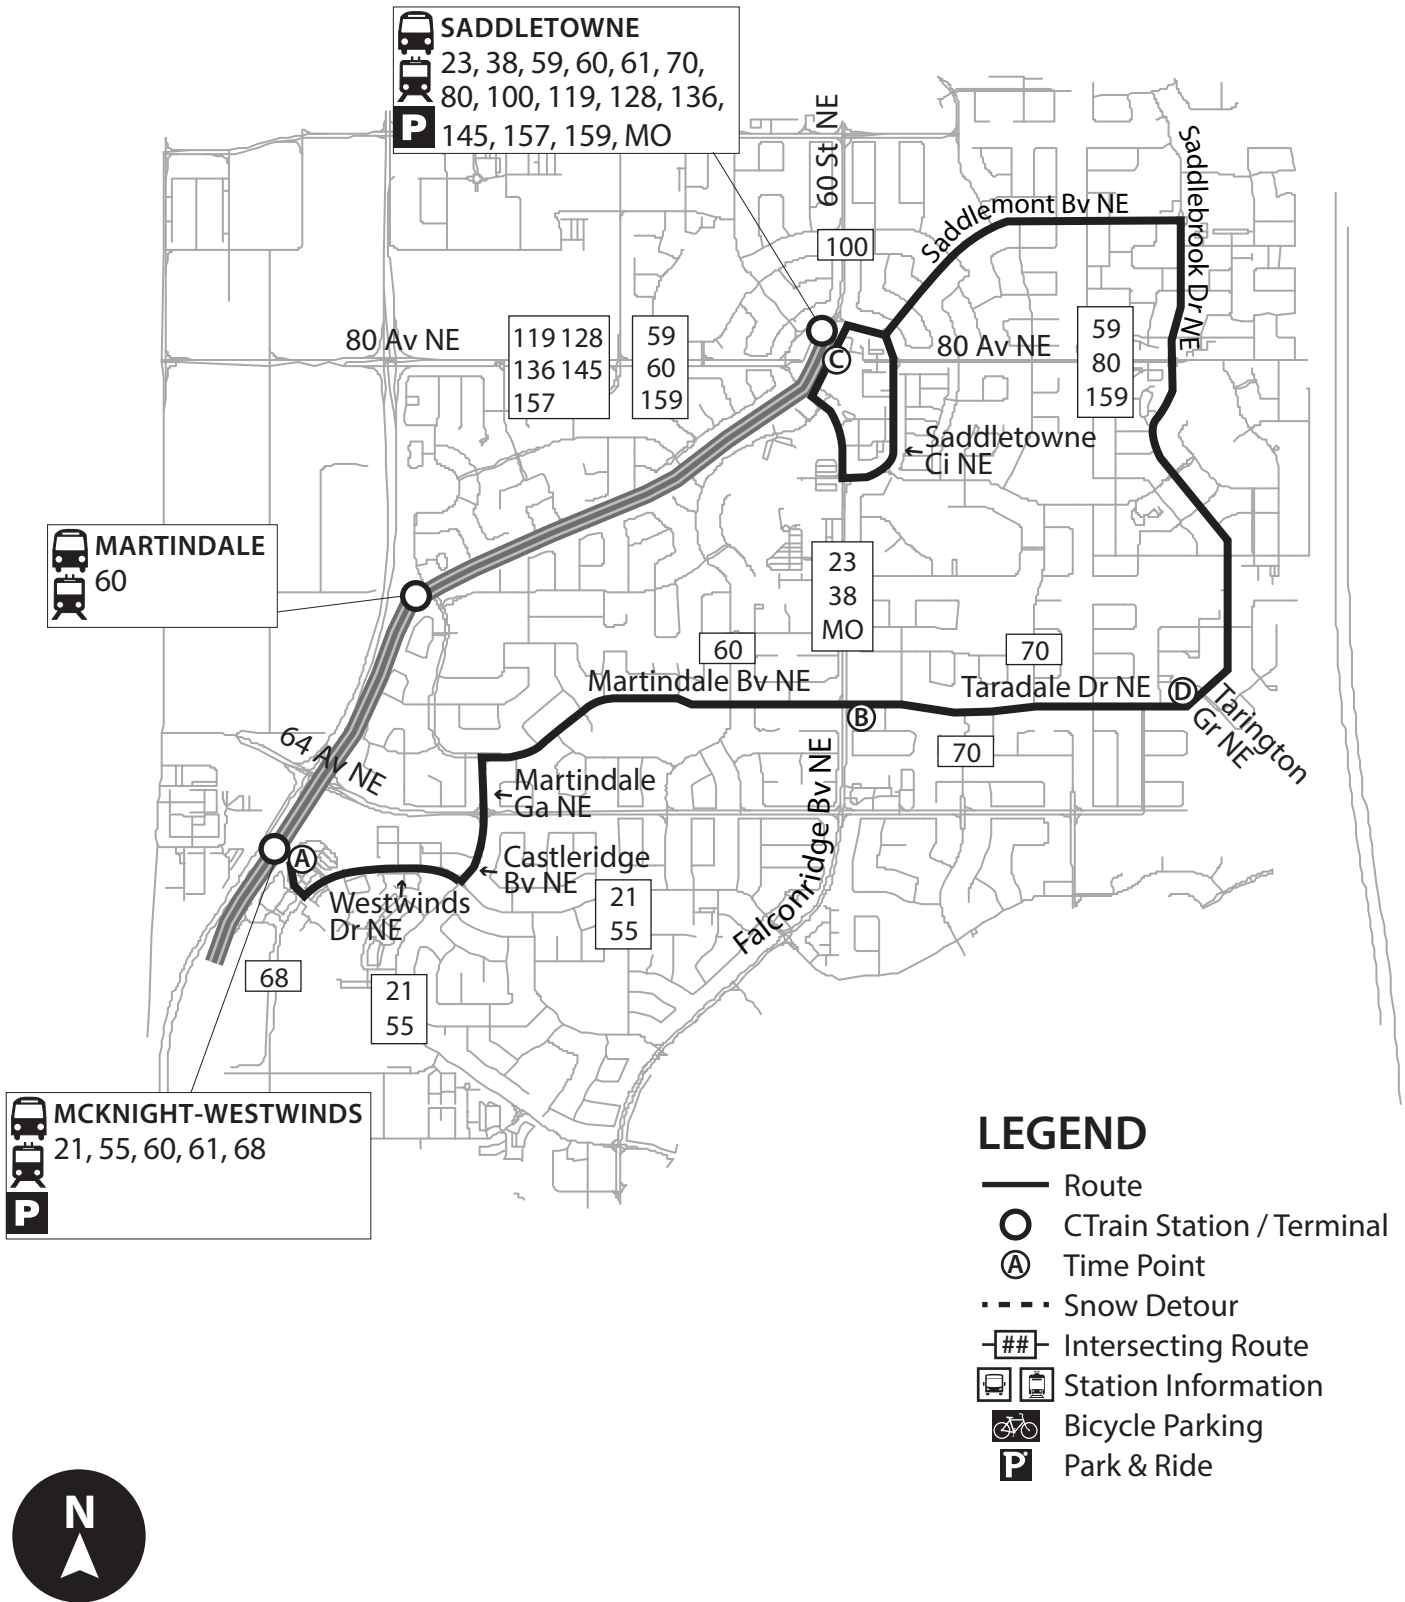 SADDLETOWNE
23, 38, 59, 60, 61, 70,
80, 100, 119, 128, 136,
P
145, 157, 159, MO
60 St NE
Saddlebrook Dr NE
Saddlemont Bv NE
100
80 Av NE
119 128
136 145
157
59
60
159
C
80 Av NE
59
80
159
Saddletowne
Ci NE
MARTINDALE
60
23
38
MO
60
70
Martindale Bv NE
Taradale Dr NE
D
B
Tarington
Gr NE
70
64 Av NE
Martindale
Ga NE
Falconridge Bv NE
A
Castleridge
Bv NE
Westwinds
Dr NE
21
55
68
21
55
MCKNIGHT-WESTWINDS
21, 55, 60, 61, 68
P
LEGEND
Route
CTrain Station / Terminal
A Time Point
Snow Detour
## Intersecting Route
Station Information
Bicycle Parking
P Park & Ride
N